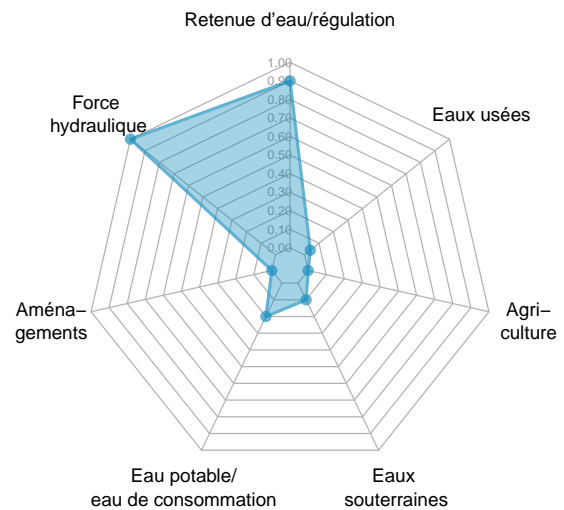 Retenue d'eau/régulation
1.00
0.90
0.80
0.70
0.60
0.50
0.40
0.30
0.20
0.10
0.00
Force
hydraulique
Eaux usées
Aména–
gements
Agri–
culture
Eau potable/
eau de consommation
Eaux
souterraines